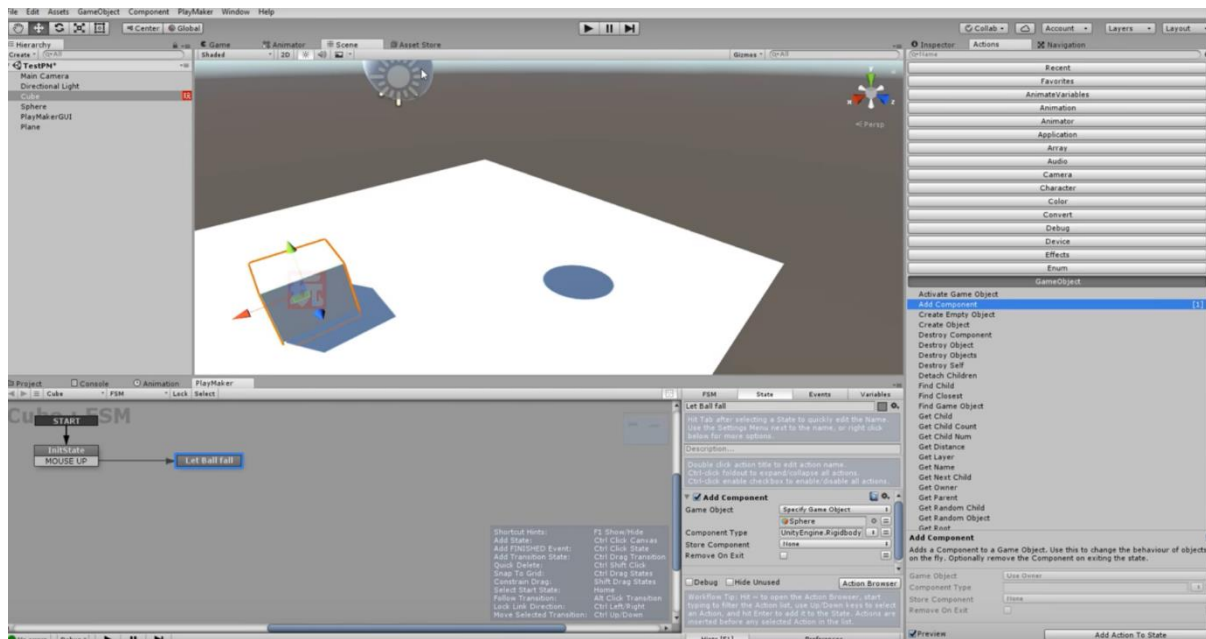 File Edit Assets GameObject Component PlayMaker Window Help
Center Global
Collab Account Layers Layout
Hierarchy
Game Animator Scene Asset Store
Inspector Actions Navigation
Create
Shaded 2D Gizmos
TestPN*
Main Camera
Directional Light
Cube
Sphere
PlayMakerGUI
Plane
Persp
Recent
Favorites
AnimateVariables
Animation
Animator
Application
Array
Audio
Camera
Character
Color
Convert
Debug
Device
Effects
Enum
GameObject
Activate Game Object
Add Component [1]
Create Empty Object
Create Object
Destroy Component
Destroy Object
Destroy Objects
Destroy Self
Detach Children
Find Child
Find Closest
Find Game Object
Get Child
Get Child Count
Get Child Num
Get Distance
Get Layer
Get Name
Get Next Child
Get Owner
Get Parent
Get Random Child
Get Random Object
Get Root
Project Console Animation PlayMaker
Cube FSM Lock Select
START
InitState
MOUSE UP
Let Ball fall
Shortcut Hints: F1 Show/Hide
Add State: Ctrl Click Canvas
Add FINISHED Event: Ctrl Click State
Add Transition State: Ctrl Drag Transition
Quick Delete: Ctrl Shift Click
Snap To Grid: Ctrl Drag States
Constrain Drag: Shift Drag States
Select Start State: Home
Follow Transition: Alt Click Transition
Lock Link Direction: Ctrl Left/Right
Move Selected Transition: Ctrl Up/Down
FSM State Events Variables
Let Ball fall
Hit Tab after selecting a State to quickly edit the Name.
Use the Settings Menu next to the name, or right click
below for more options.
Description...
Double click action title to edit action name.
Ctrl-click foldout to expand/collapse all actions.
Ctrl-click enable checkbox to enable/disable all actions.
Add Component
Game Object Specify Game Object
Sphere
Component Type UnityEngine.Rigidbody
Store Component None
Remove On Exit
Debug Hide Unused Action Browser
Workflow Tip: Hit ~ to open the Action Browser, start
typing to filter the Action list, use Up/Down keys to select
an Action, and hit Enter to add it to the State. Actions are
inserted before any selected Action in the list.
Preferences
Add Component
Adds a Component to a Game Object. Use this to change the behaviour of objects
on the fly. Optionally remove the Component on exiting the state.
Game Object Use Owner
Component Type
Store Component None
Remove On Exit
Preview Add Action To State